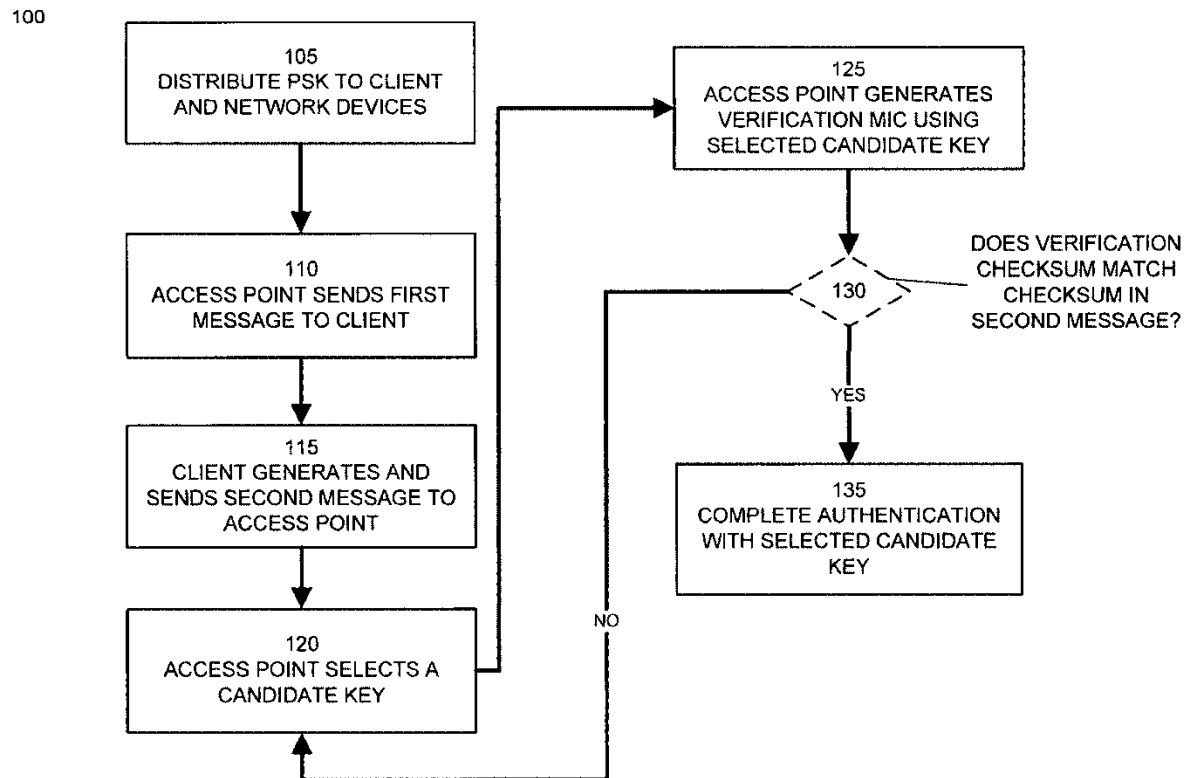 100
105
DISTRIBUTE PSK TO CLIENT
AND NETWORK DEVICES
110
ACCESS POINT SENDS FIRST
MESSAGE TO CLIENT
115
CLIENT GENERATES AND
SENDS SECOND MESSAGE TO
ACCESS POINT
120
ACCESS POINT SELECTS A
CANDIDATE KEY
125
ACCESS POINT GENERATES
VERIFICATION MIC USING
SELECTED CANDIDATE KEY
130
DOES VERIFICATION
CHECKSUM MATCH
CHECKSUM IN
SECOND MESSAGE?
YES
135
COMPLETE AUTHENTICATION
WITH SELECTED CANDIDATE
KEY
NO